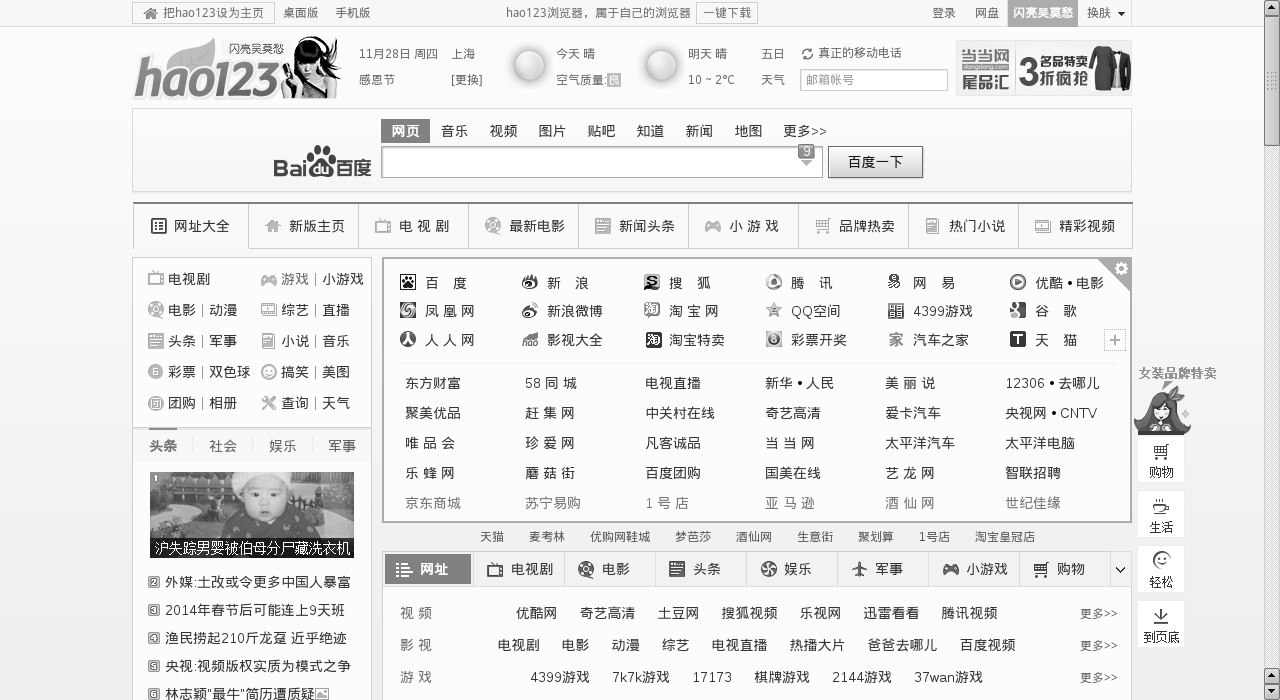 把hao123设为主页 桌面版 手机版 hao123浏览器，属于自己的浏览器 一键下载 登录 网盘 闪亮吴莫愁 换肤
hao123 闪亮吴莫愁 11月28日 周四 上海 今天 晴 明天 晴 五日 真正的移动电话
感恩节 [更换] 空气质量:良 10 ~ 2℃ 天气 邮箱帐号
当当网 dangdang.com 尾品汇 3 名品特卖 折疯抢
网页 音乐 视频 图片 贴吧 知道 新闻 地图 更多>>
Bai du 百度 9 百度一下
网址大全 新版主页 电 视 剧 最新电影 新闻头条 小 游 戏 品牌热卖 热门小说 精彩视频
电视剧 游戏 | 小游戏
电影 | 动漫 综艺 | 直播
头条 | 军事 小说 | 音乐
彩票 | 双色球 搞笑 | 美图
团购 | 相册 查询 | 天气
头条 社会 娱乐 军事
1
沪失踪男婴被伯母分尸藏洗衣机
外媒:土改或令更多中国人暴富
2014年春节后可能连上9天班
渔民捞起210斤龙趸 近乎绝迹
央视:视频版权实质为模式之争
林志颖"最牛"简历遭质疑
百 度 新 浪 搜 狐 腾 讯 网 易 优酷 • 电影
凤 凰 网 新浪微博 淘 宝 网 QQ空间 4399游戏 谷 歌
人 人 网 影视大全 淘宝特卖 彩票开奖 汽车之家 天 猫
东方财富 58 同 城 电视直播 新华 • 人民 美 丽 说 12306 • 去哪儿
聚美优品 赶 集 网 中关村在线 奇艺高清 爱卡汽车 央视网 • CNTV
唯 品 会 珍 爱 网 凡客诚品 当 当 网 太平洋汽车 太平洋电脑
乐 蜂 网 蘑 菇 街 百度团购 国美在线 艺 龙 网 智联招聘
京东商城 苏宁易购 1 号 店 亚 马 逊 酒 仙 网 世纪佳缘
天猫 麦考林 优购网鞋城 梦芭莎 酒仙网 生意街 聚划算 1号店 淘宝皇冠店
网址 电视剧 电影 头条 娱乐 军事 小游戏 购物
视 频 优酷网 奇艺高清 土豆网 搜狐视频 乐视网 迅雷看看 腾讯视频 更多>>
影 视 电视剧 电影 动漫 综艺 电视直播 热播大片 爸爸去哪儿 百度视频 更多>>
游 戏 4399游戏 7k7k游戏 17173 棋牌游戏 2144游戏 37wan游戏 更多>>
女装品牌特卖
购物
生活
轻松
到页底